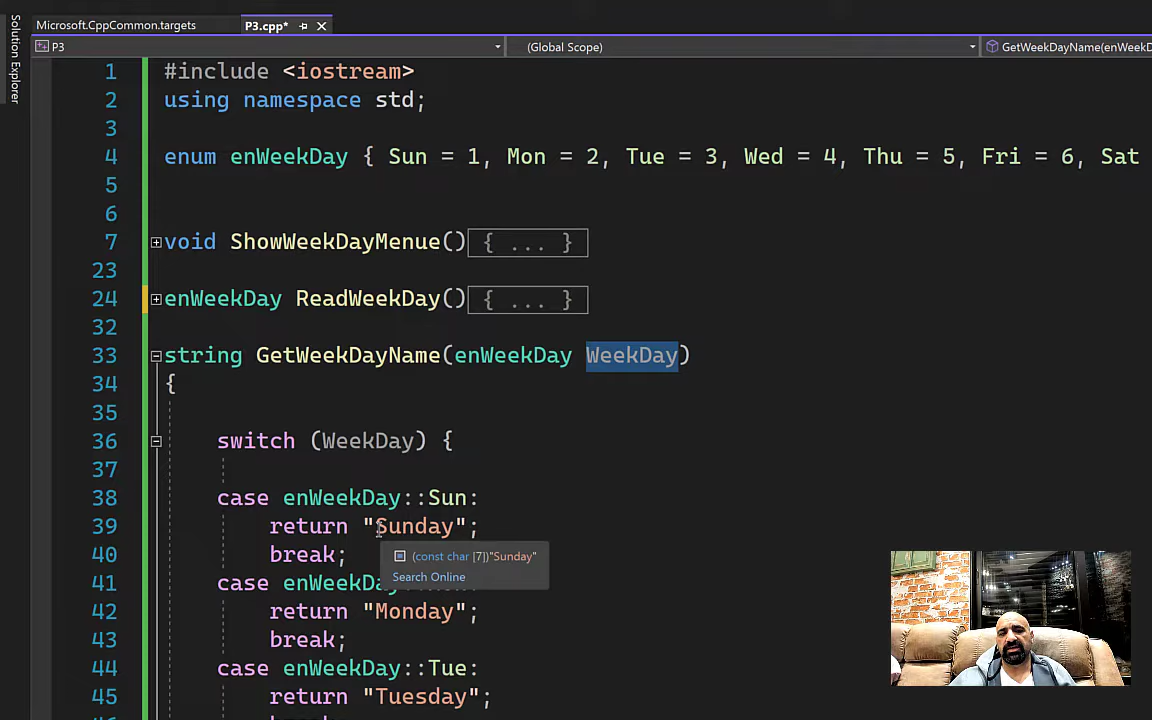 Solution Explorer
Microsoft.CppCommon.targets
P3.cpp*
P3
(Global Scope)
GetWeekDayName(enWeekD
1 #include <iostream>
2 using namespace std;
3
4 enum enWeekDay { Sun = 1, Mon = 2, Tue = 3, Wed = 4, Thu = 5, Fri = 6, Sat
5
6
7 void ShowWeekDayMenue(){ ... }
23
24 enWeekDay ReadWeekDay(){ ... }
32
33 string GetWeekDayName(enWeekDay WeekDay)
34 {
35
36 switch (WeekDay) {
37
38 case enWeekDay::Sun:
39 return "Sunday";
(const char [7])"Sunday"
Search Online
40 break;
41 case enWeekDay
42 return "Monday";
43 break;
44 case enWeekDay::Tue:
45 return "Tuesday";